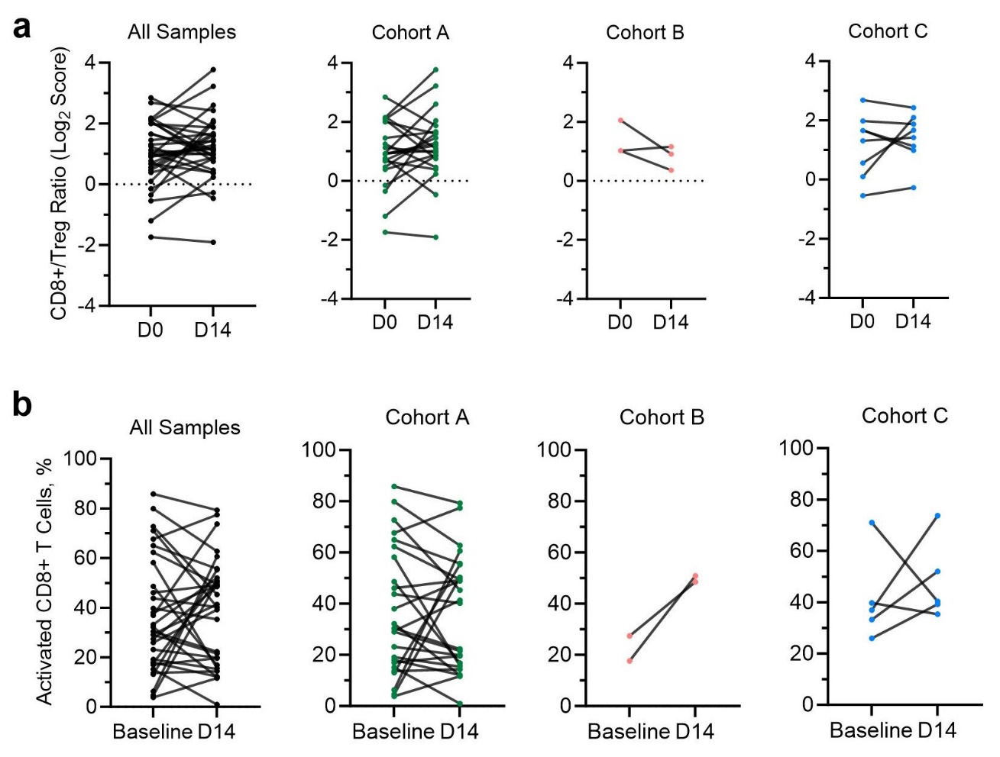 a
All Samples
Cohort A
Cohort B
Cohort C
CD8+/Treg Ratio (Log2 Score)
4
2
0
-2
-4
D0 D14
4
2
0
-2
-4
D0 D14
4
2
0
-2
-4
D0 D14
4
2
0
-2
-4
D0 D14
b
All Samples
Cohort A
Cohort B
Cohort C
Activated CD8+ T Cells, %
100
80
60
40
20
0
Baseline D14
100
80
60
40
20
0
Baseline D14
100
80
60
40
20
0
Baseline D14
100
80
60
40
20
0
Baseline D14